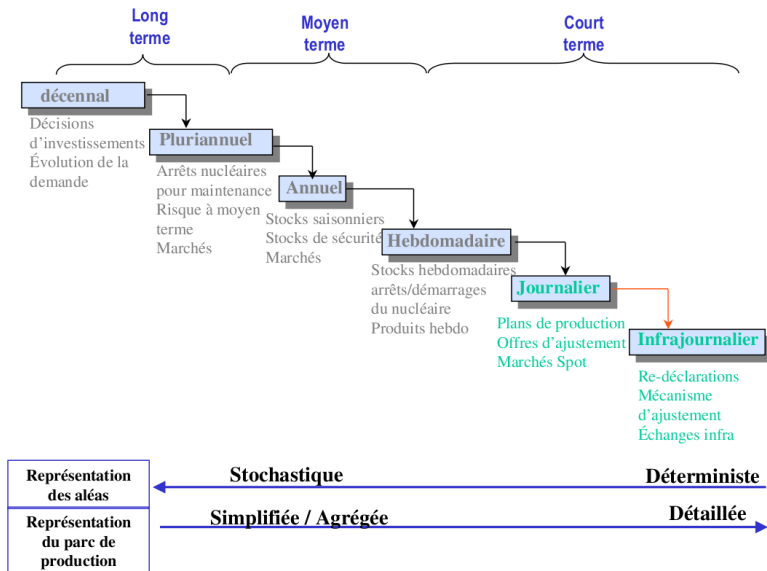 Long
terme
Moyen
terme
Court
terme
décennal
Décisions
d'investissements
Évolution de la
demande
Pluriannuel
Arrêts nucléaires
pour maintenance
Risque à moyen
terme
Marchés
Annuel
Stocks saisonniers
Stocks de sécurité
Marchés
Hebdomadaire
Stocks hebdomadaires
arrêts/démarrages
du nucléaire
Produits hebdo
Journalier
Plans de production
Offres d'ajustement
Marchés Spot
Infrajournalier
Re-déclarations
Mécanisme
d'ajustement
Échanges infra
Représentation
des aléas
Stochastique
Déterministe
Représentation
du parc de
production
Simplifiée / Agrégée
Détaillée